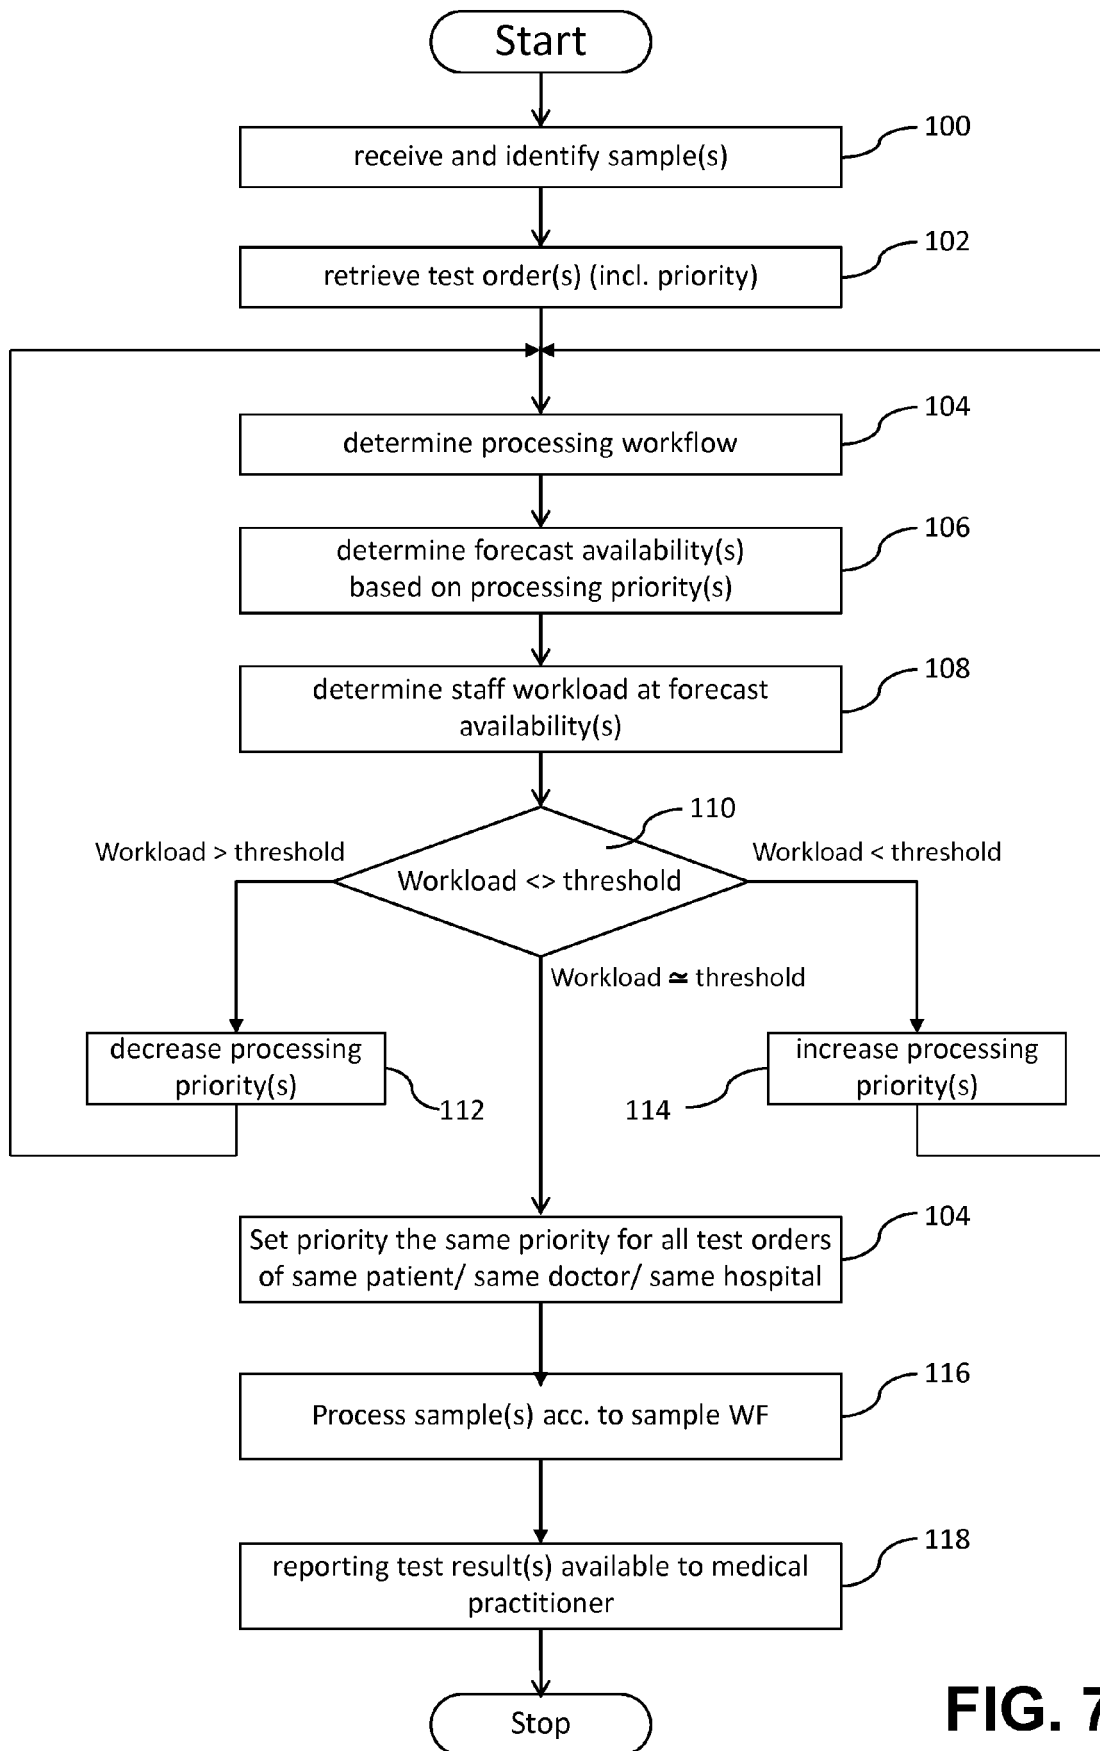 Start
receive and identify sample(s)
100
retrieve test order(s) (incl. priority)
102
determine processing workflow
104
determine forecast availability(s)
based on processing priority(s)
106
determine staff workload at forecast
availability(s)
108
110
Workload > threshold
Workload <> threshold
Workload < threshold
Workload ≃ threshold
decrease processing
priority(s)
112
increase processing
priority(s)
114
Set priority the same priority for all test orders
of same patient/ same doctor/ same hospital
104
Process sample(s) acc. to sample WF
116
reporting test result(s) available to medical
practitioner
118
Stop
FIG. 7